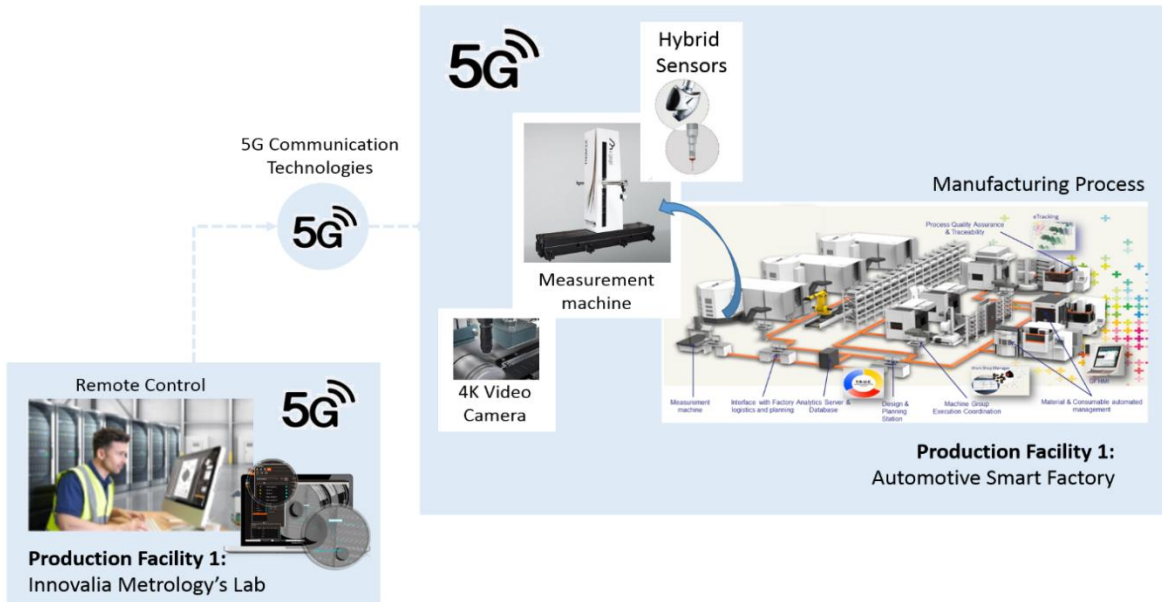 5G
Hybrid
Sensors
5G Communication
Technologies
5G
Measurement
machine
4K Video
Camera
Manufacturing Process
eTracking
Process Quality Assurance
& Traceability
Measurement
machine
Interface with Factory
logistics and planning
Analytics Server &
Database
Design &
Planning
Station
Machine Group
Execution Coordination
Material & Consumable automated
management
Production Facility 1:
Automotive Smart Factory
Remote Control
5G
Production Facility 1:
Innovalia Metrology's Lab